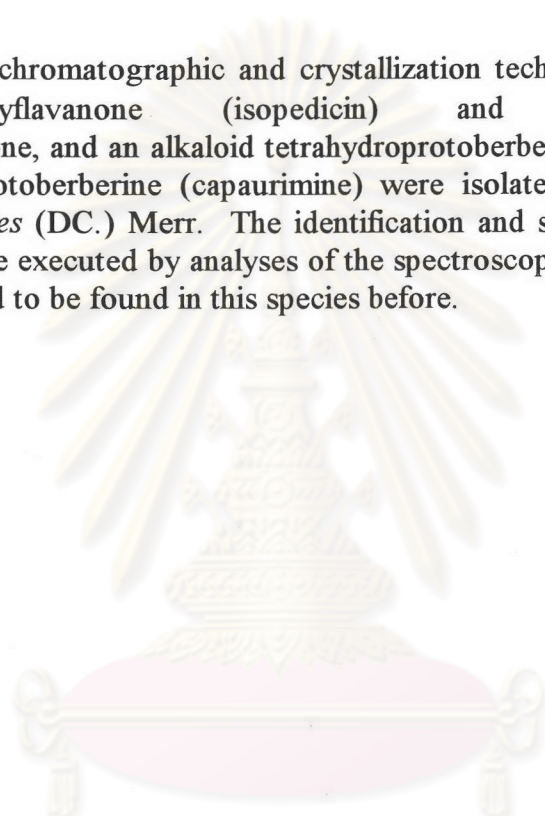 chromatographic and crystallization tech
yflavanone (isopedicin) and
ne, and an alkaloid tetrahydroprotoberbe
otoberberine (capaurimine) were isolate
es (DC.) Merr. The identification and s
e executed by analyses of the spectroscop
d to be found in this species before.